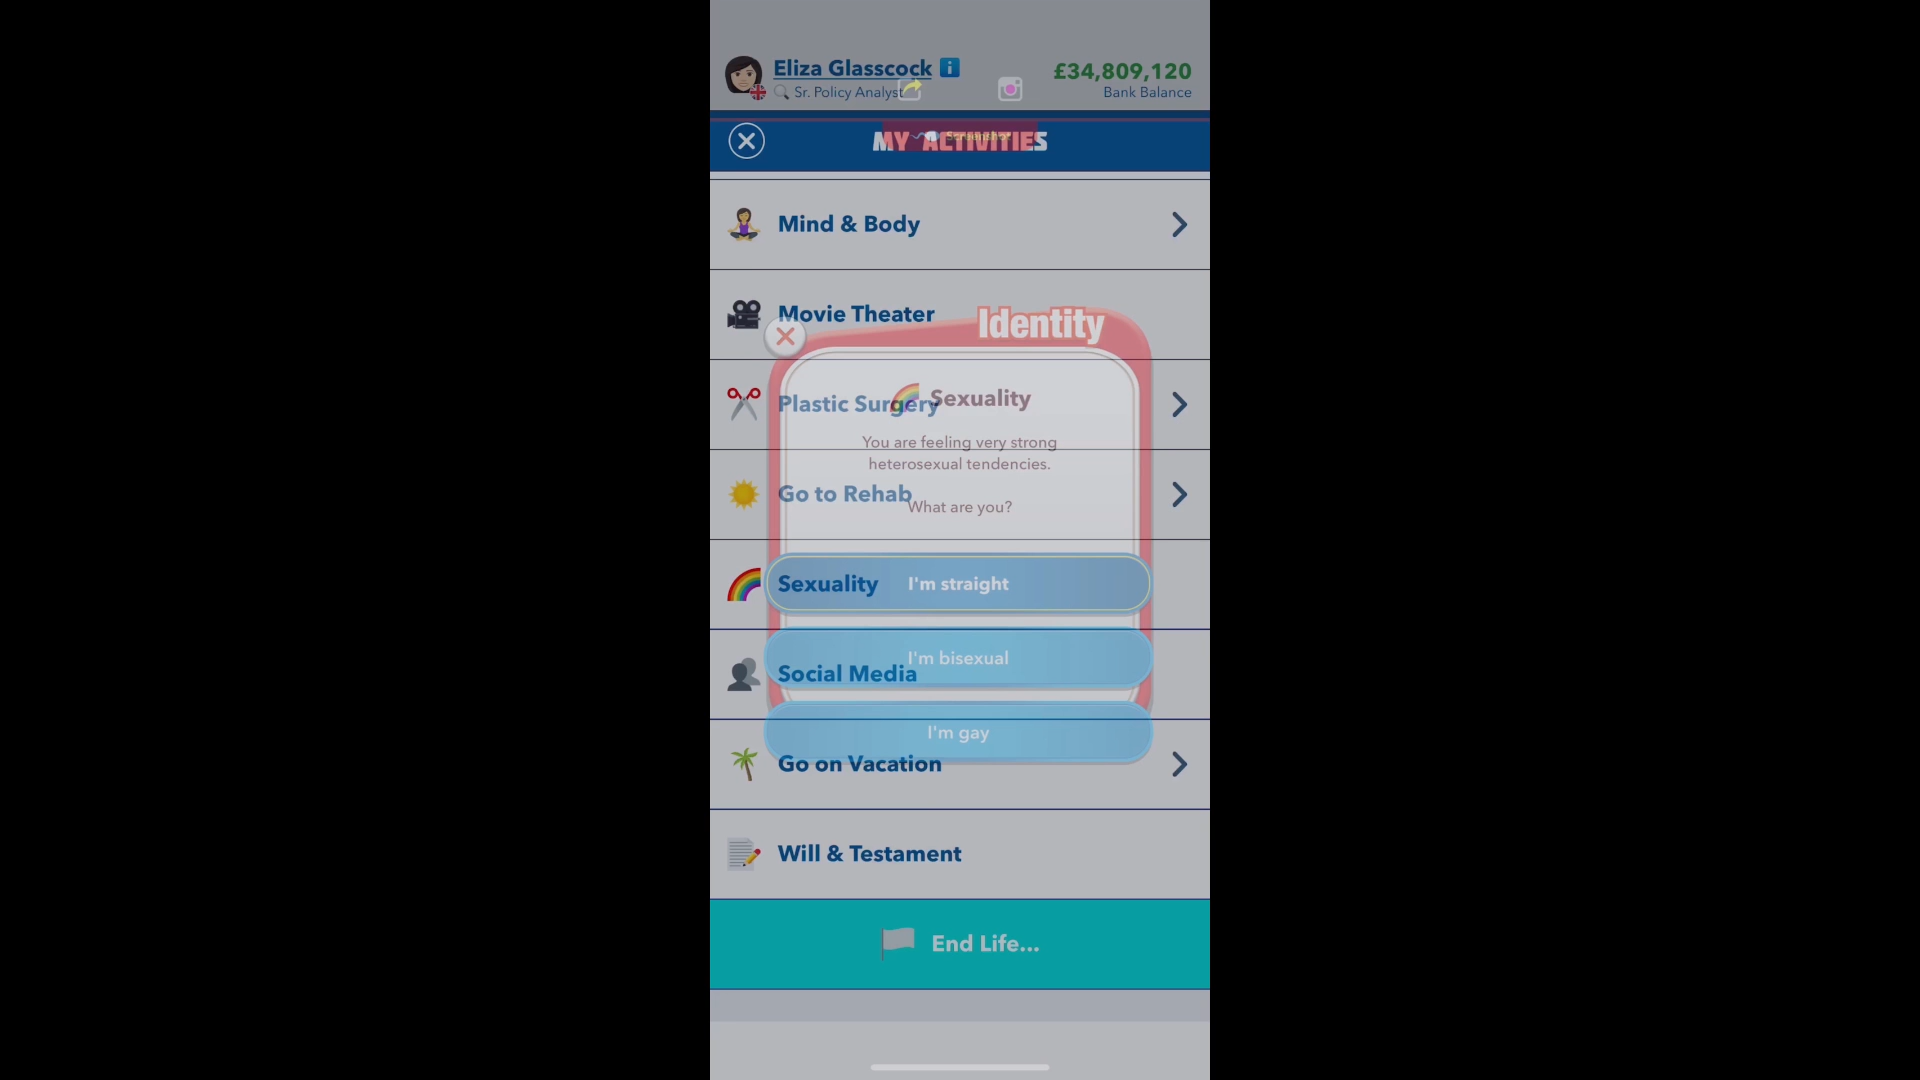 Eliza Glasscock
£34,809,120
Sr. Policy Analyst
Bank Balance
Screenshot
MY ACTIVITIES
Mind & Body
Movie Theater
Identity
Plastic Surgery
Sexuality
You are feeling very strong
heterosexual tendencies.
Go to Rehab
What are you?
Sexuality
I'm straight
I'm bisexual
Social Media
I'm gay
Go on Vacation
Will & Testament
End Life...